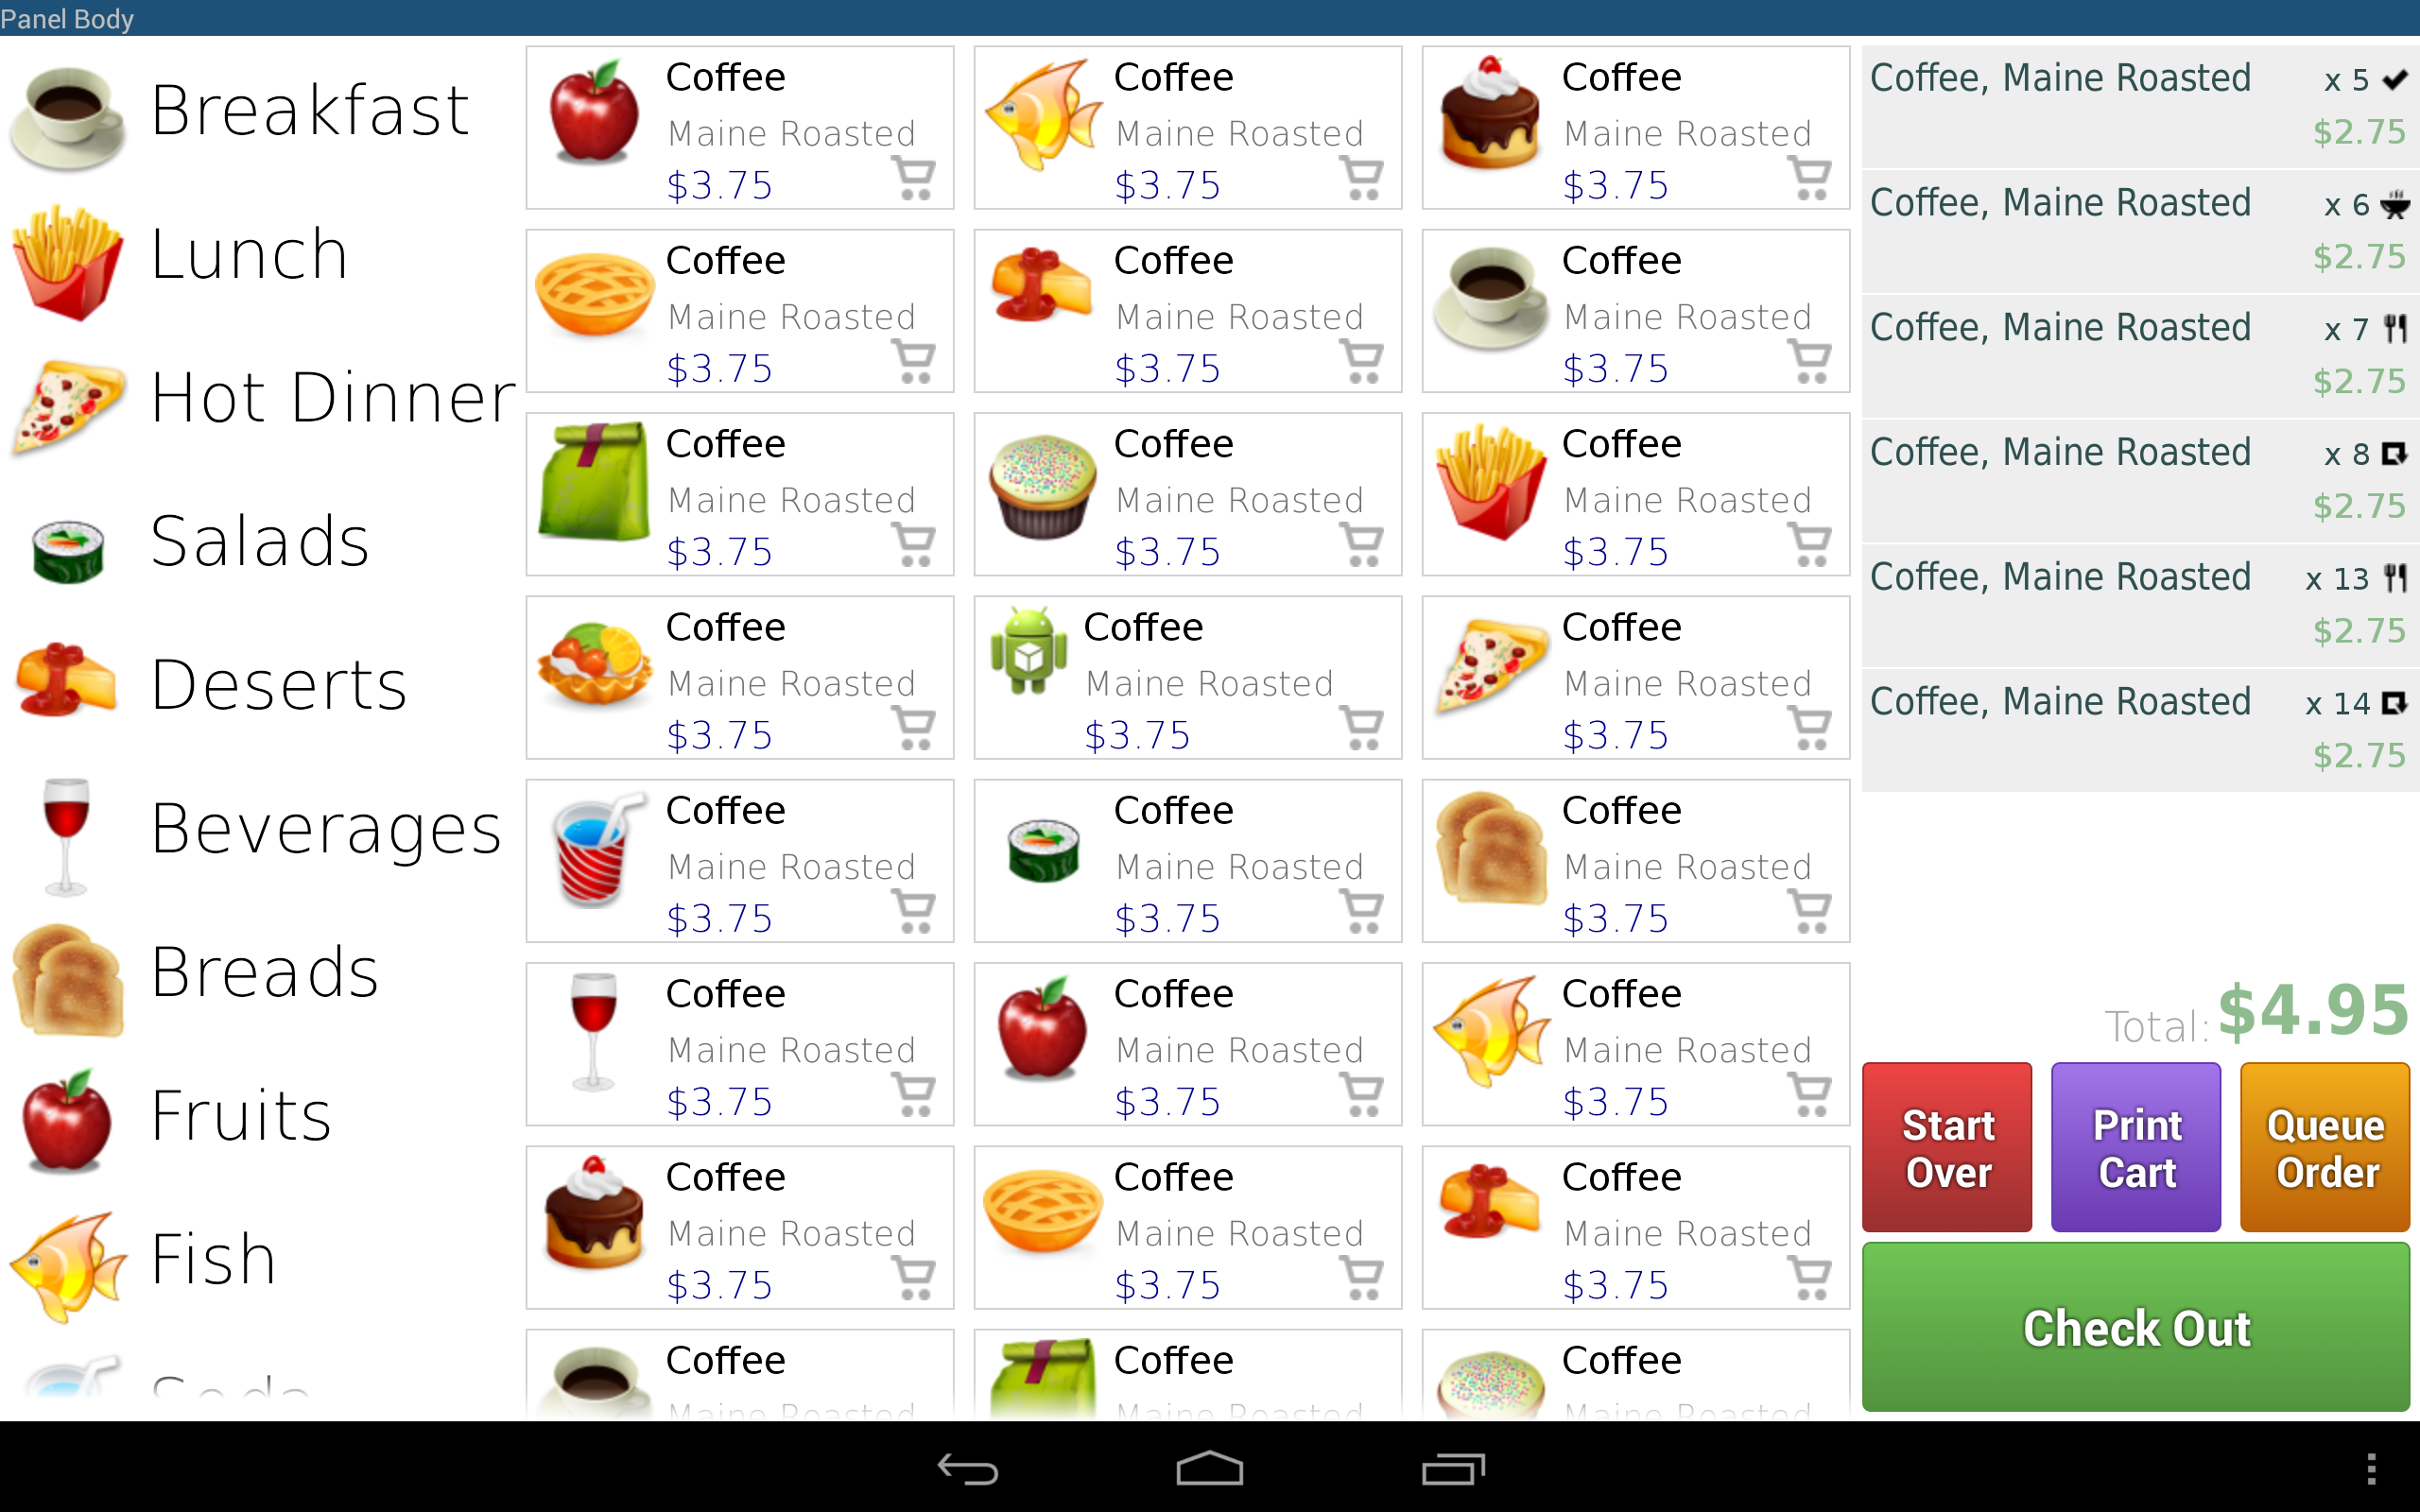 Panel Body
Breakfast
Lunch
Hot Dinner
Salads
Deserts
Beverages
Breads
Fruits
Fish
Soda
Coffee
Maine Roasted
$3.75
Coffee
Maine Roasted
$3.75
Coffee
Maine Roasted
$3.75
Coffee
Maine Roasted
$3.75
Coffee
Maine Roasted
$3.75
Coffee
Maine Roasted
$3.75
Coffee
Maine Roasted
$3.75
Coffee
Maine Roasted
$3.75
Coffee
Maine Roasted
$3.75
Coffee
Maine Roasted
$3.75
Coffee
Maine Roasted
$3.75
Coffee
Maine Roasted
$3.75
Coffee
Maine Roasted
$3.75
Coffee
Maine Roasted
$3.75
Coffee
Maine Roasted
$3.75
Coffee
Maine Roasted
$3.75
Coffee
Maine Roasted
$3.75
Coffee
Maine Roasted
$3.75
Coffee
Maine Roasted
$3.75
Coffee
Maine Roasted
$3.75
Coffee
Maine Roasted
$3.75
Coffee
Maine Roasted
Coffee
Maine Roasted
Coffee
Maine Roasted
Coffee, Maine Roasted x 5
$2.75
Coffee, Maine Roasted x 6
$2.75
Coffee, Maine Roasted x 7
$2.75
Coffee, Maine Roasted x 8
$2.75
Coffee, Maine Roasted x 13
$2.75
Coffee, Maine Roasted x 14
$2.75
Total: $4.95
Start
Over
Print
Cart
Queue
Order
Check Out